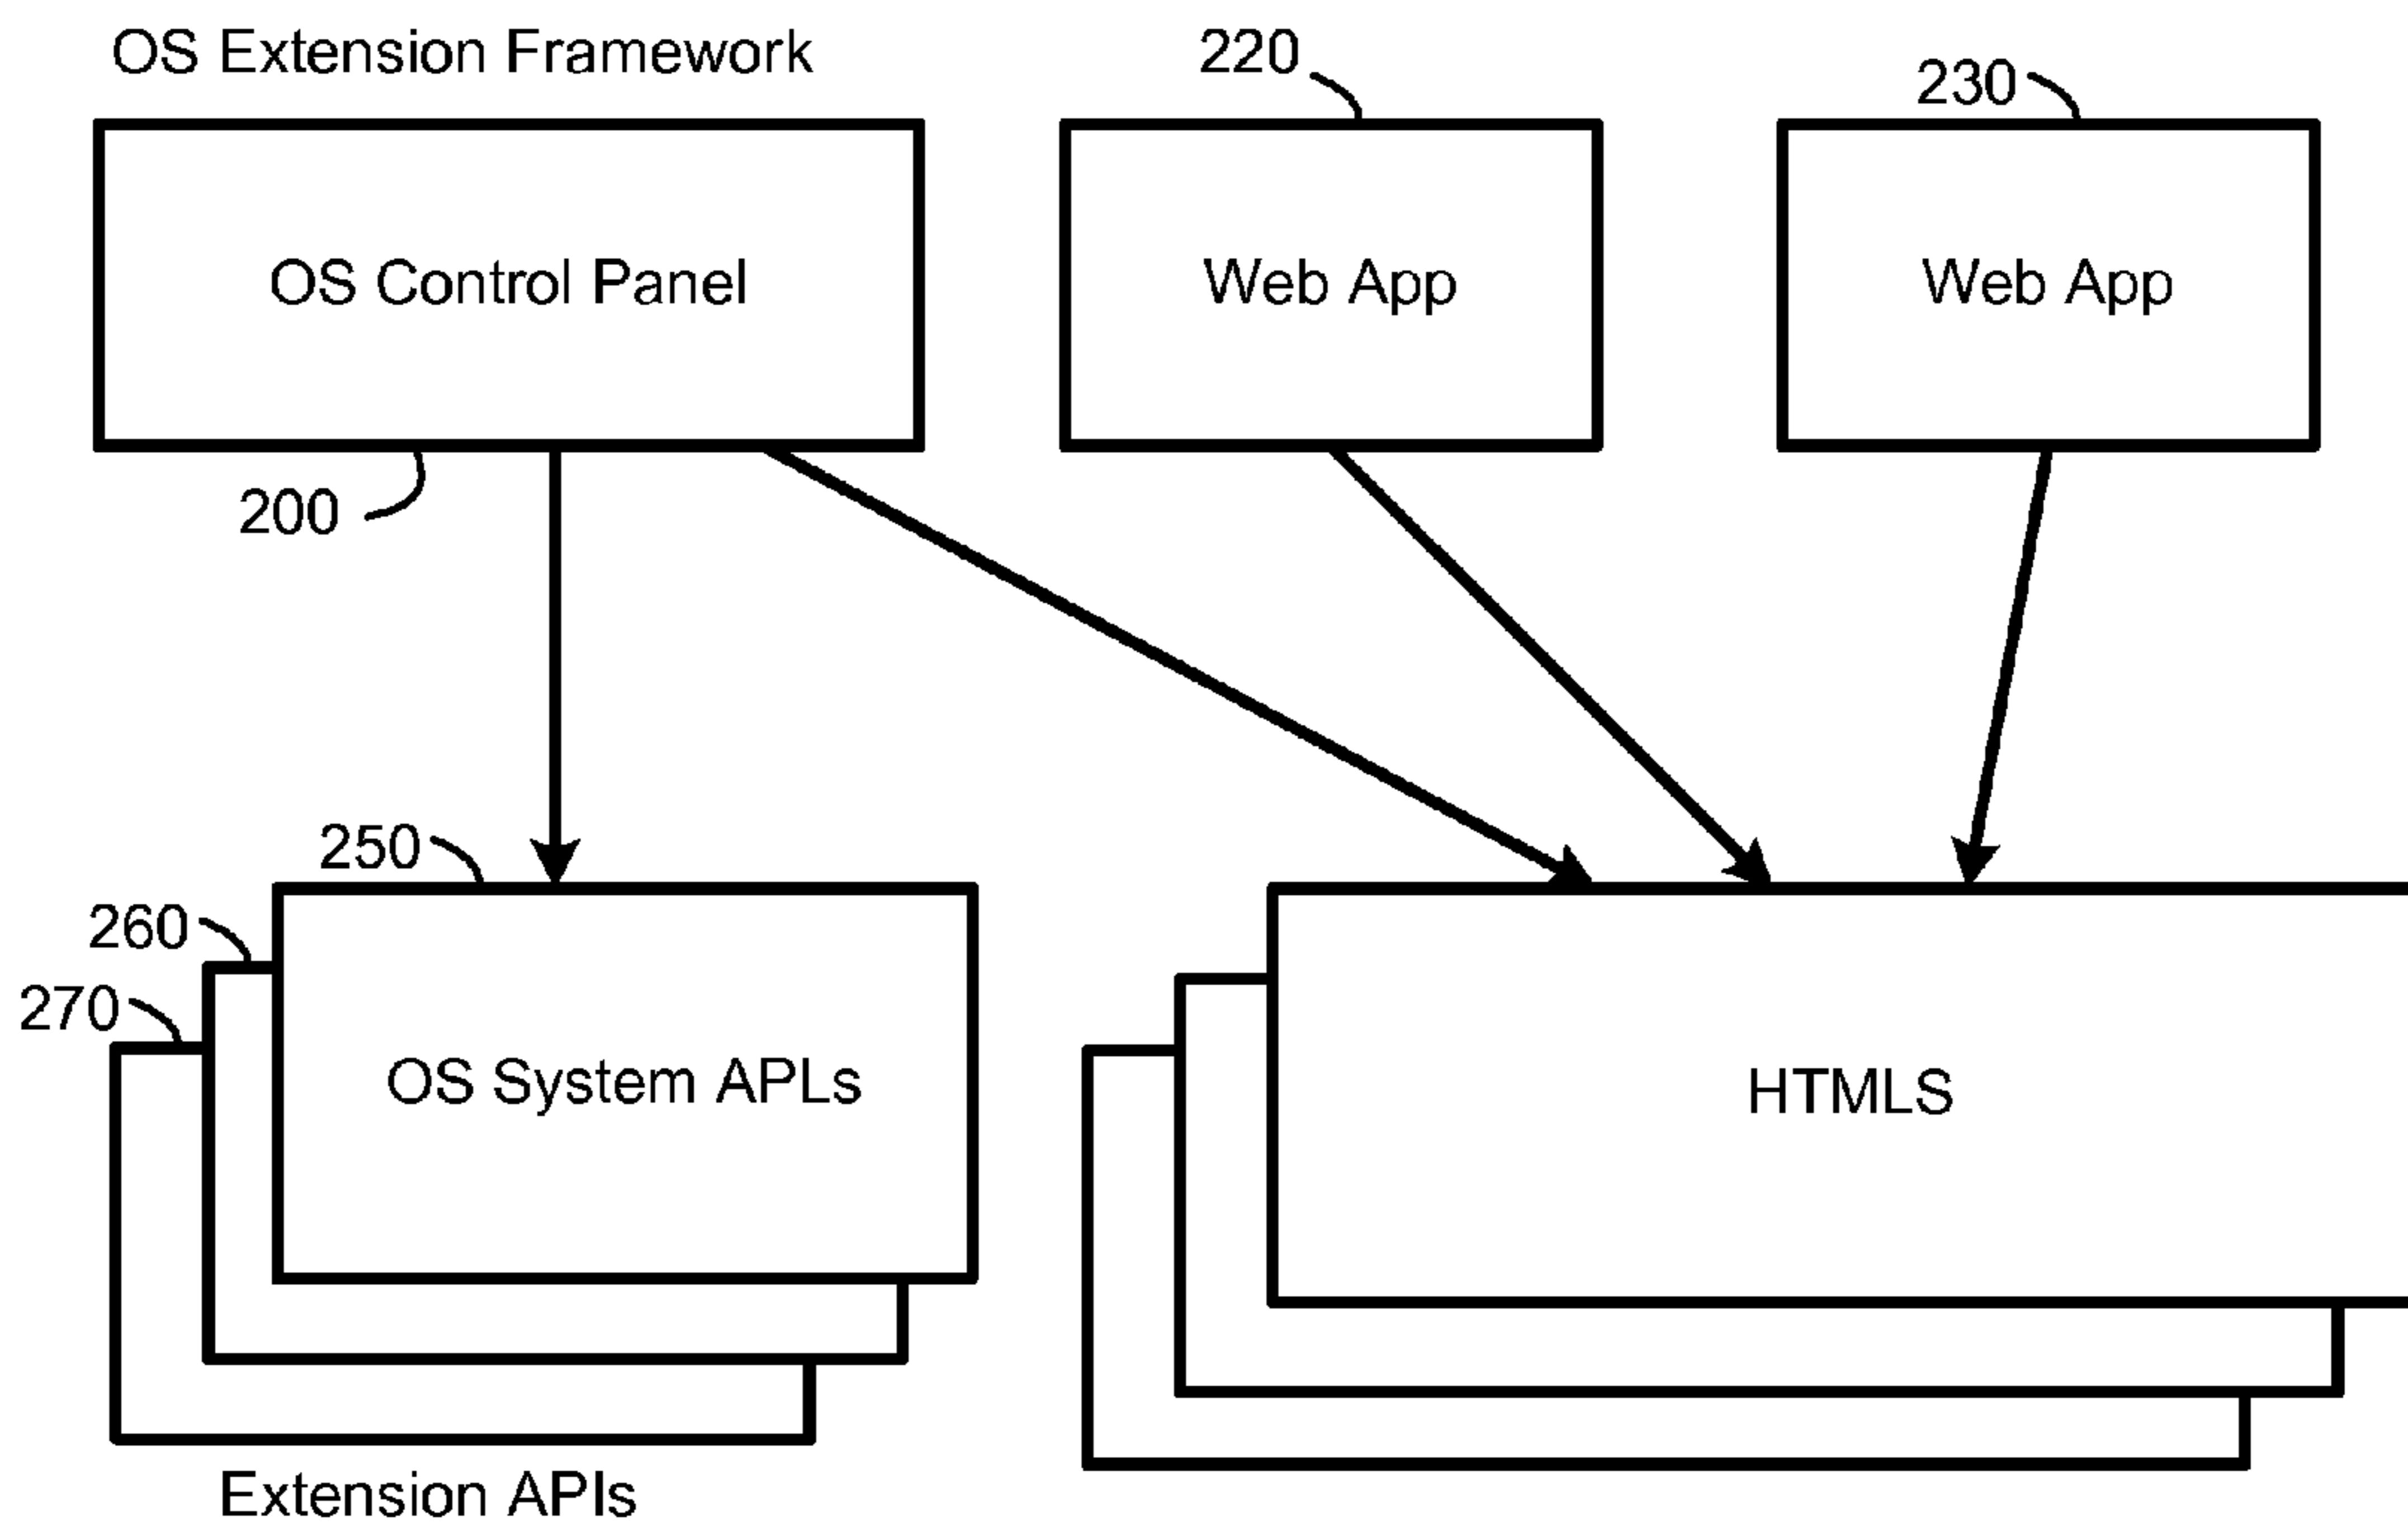 OS Extension Framework
220
230
OS Control Panel
Web App
Web App
200
250
260
270
OS System APLs
HTMLS
Extension APIs